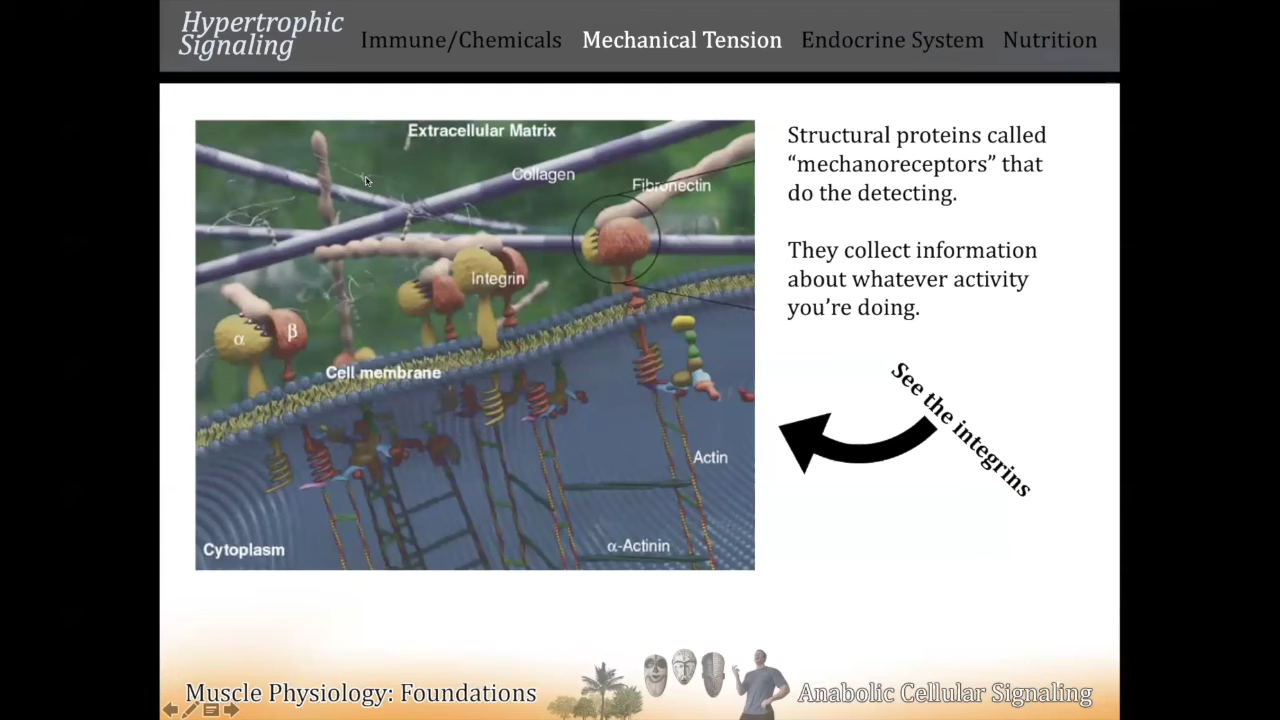 Hypertrophic
Signaling
Immune/Chemicals Mechanical Tension Endocrine System Nutrition
Extracellular Matrix
Collagen
Fibronectin
Integrin
α
β
Cell membrane
Actin
α-Actinin
Cytoplasm
Structural proteins called
“mechanoreceptors” that
do the detecting.
They collect information
about whatever activity
you’re doing.
See the integrins
Muscle Physiology: Foundations
Anabolic Cellular Signaling